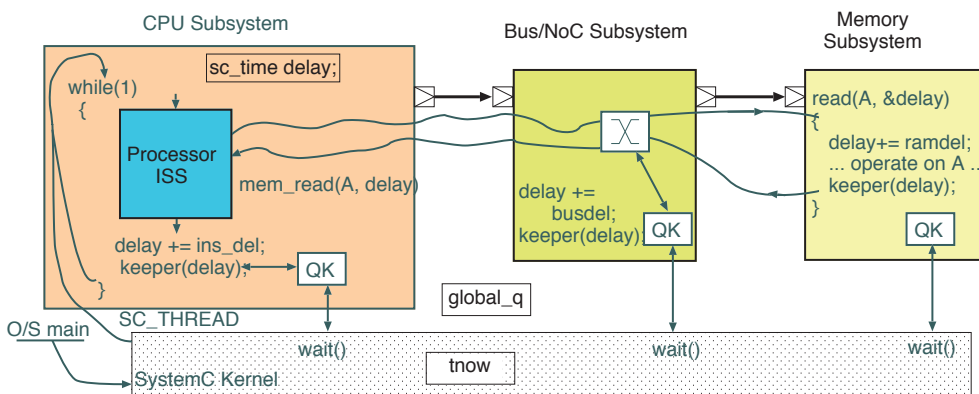 CPU Subsystem
Bus/NoC Subsystem
Memory
Subsystem
sc_time delay;
while(1)
{
Processor
ISS
mem_read(A, delay)
delay += ins_del;
keeper(delay);
}
QK
SC_THREAD
delay +=
busdel;
keeper(delay);
QK
read(A, &delay)
{
delay+= ramdel;
... operate on A ..
keeper(delay);
}
QK
global_q
O/S main
wait()
wait()
wait()
tnow
SystemC Kernel